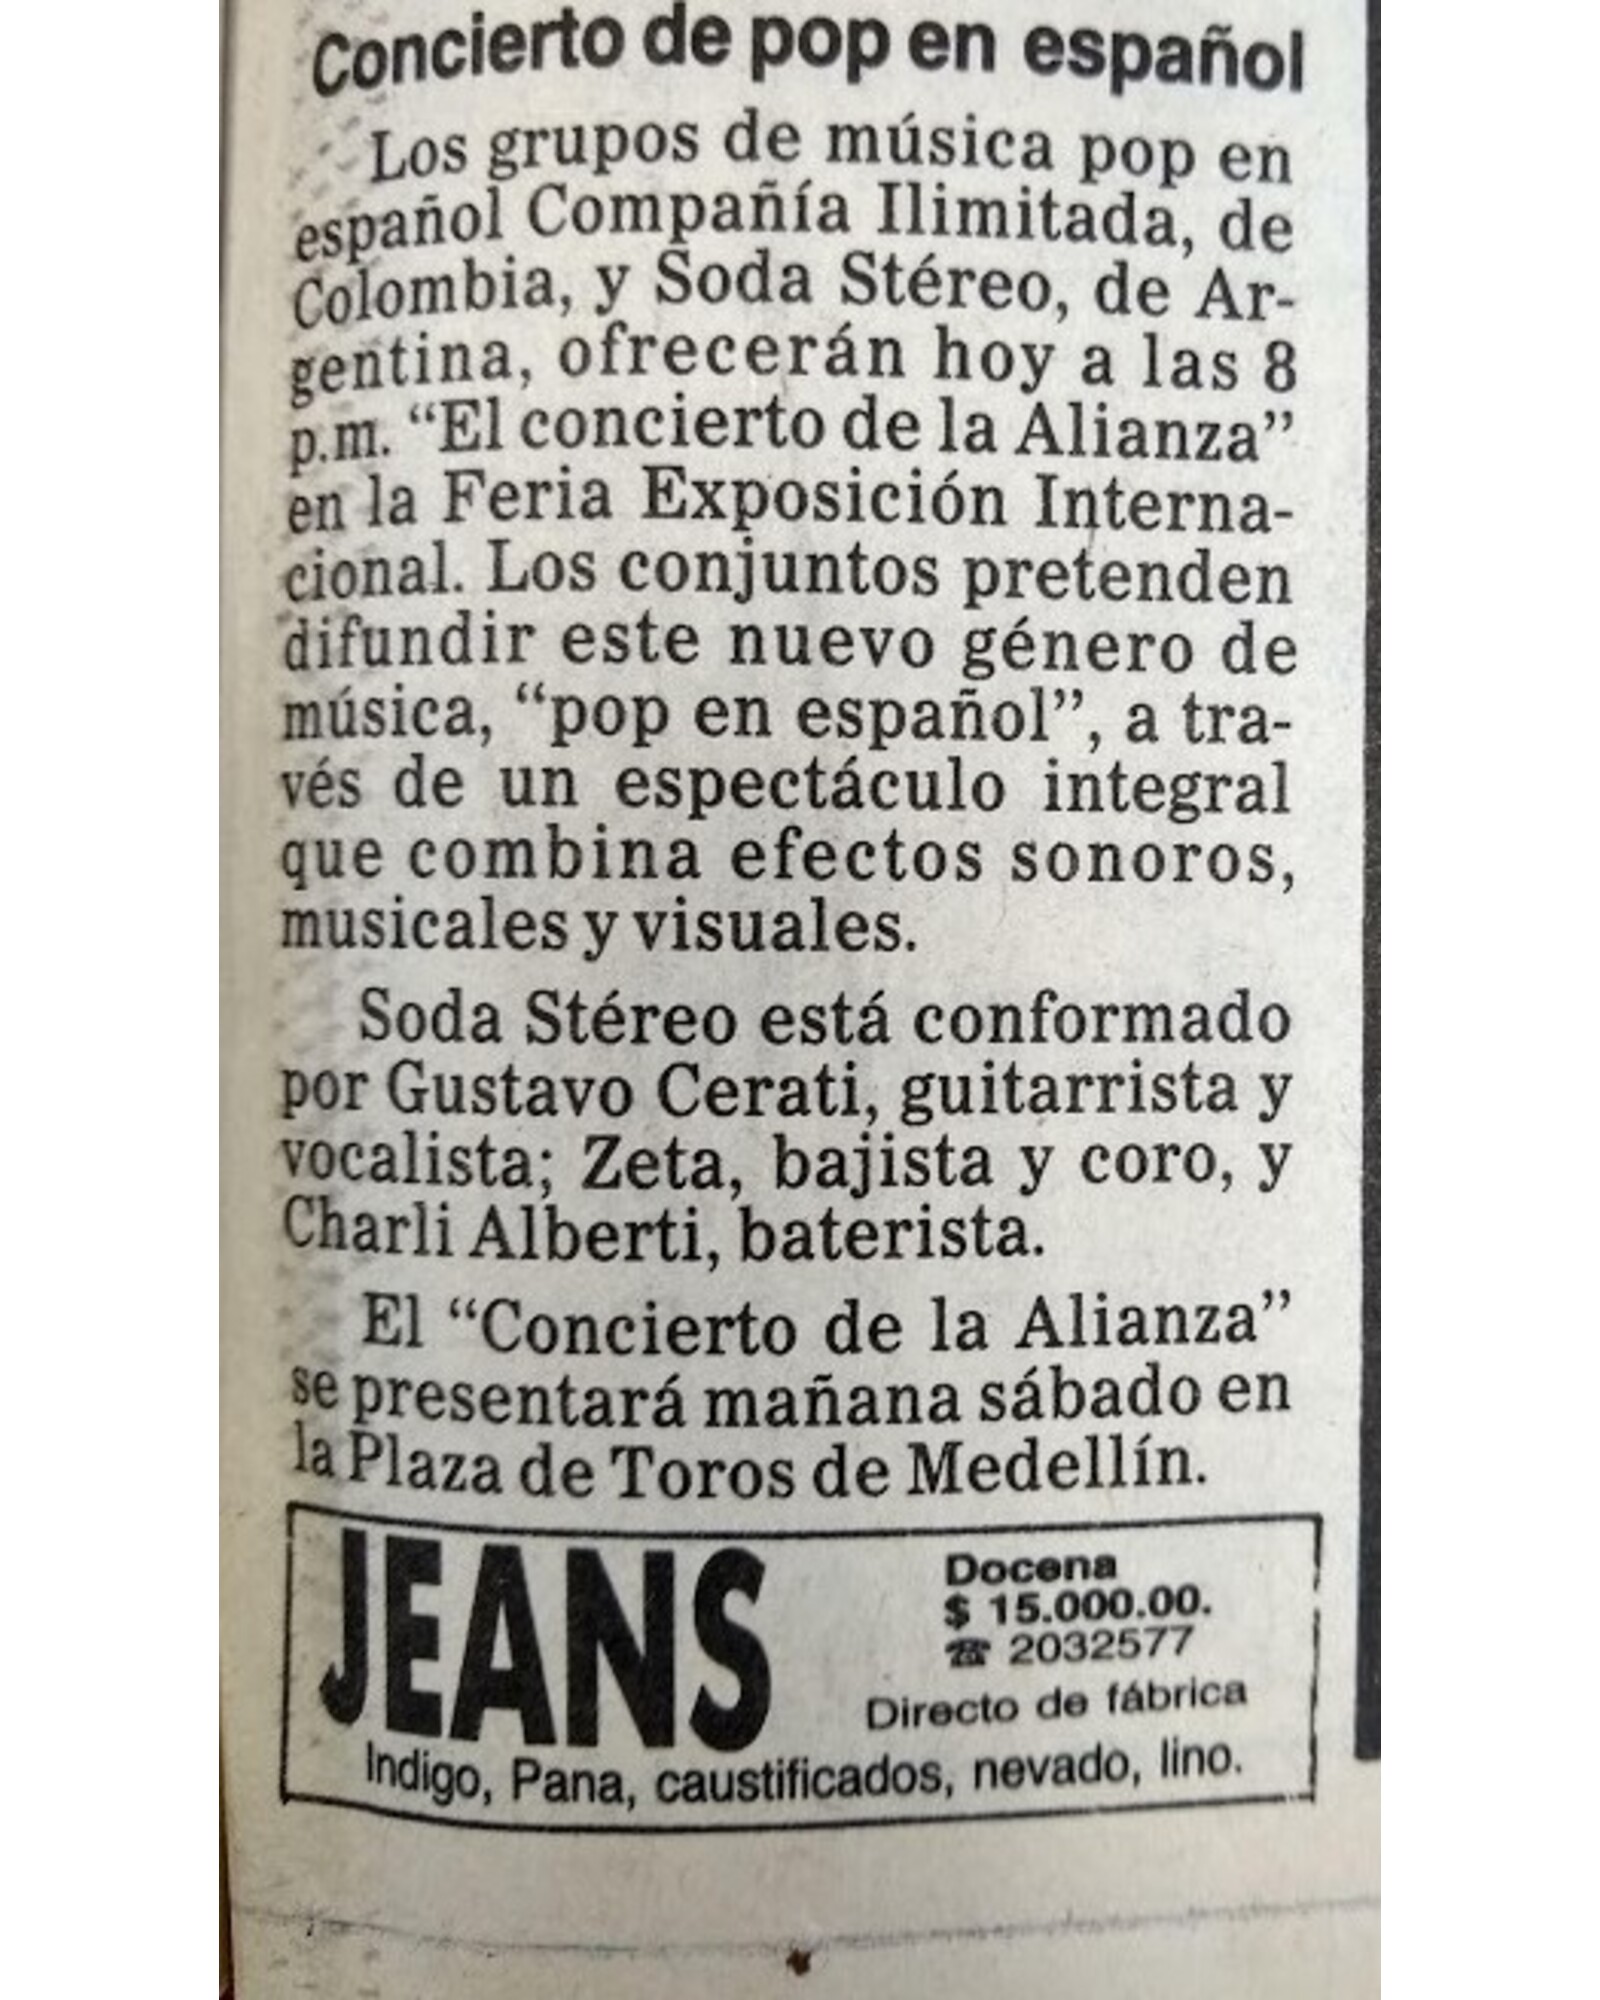 Concierto de pop en español
Los grupos de música pop en
español Compañía Ilimitada, de
Colombia, y Soda Stéreo, de Ar-
gentina, ofrecerán hoy a las 8
p.m. “El concierto de la Alianza”
en la Feria Exposición Interna-
cional. Los conjuntos pretenden
difundir este nuevo género de
música, “pop en español”, a tra-
vés de un espectáculo integral
que combina efectos sonoros,
musicales y visuales.
Soda Stéreo está conformado
por Gustavo Cerati, guitarrista y
vocalista; Zeta, bajista y coro, y
Charli Alberti, baterista.
El “Concierto de la Alianza”
se presentará mañana sábado en
la Plaza de Toros de Medellín.
JEANS
Docena
$ 15.000.00.
☎ 2032577
Directo de fábrica
Indigo, Pana, caustificados, nevado, lino.